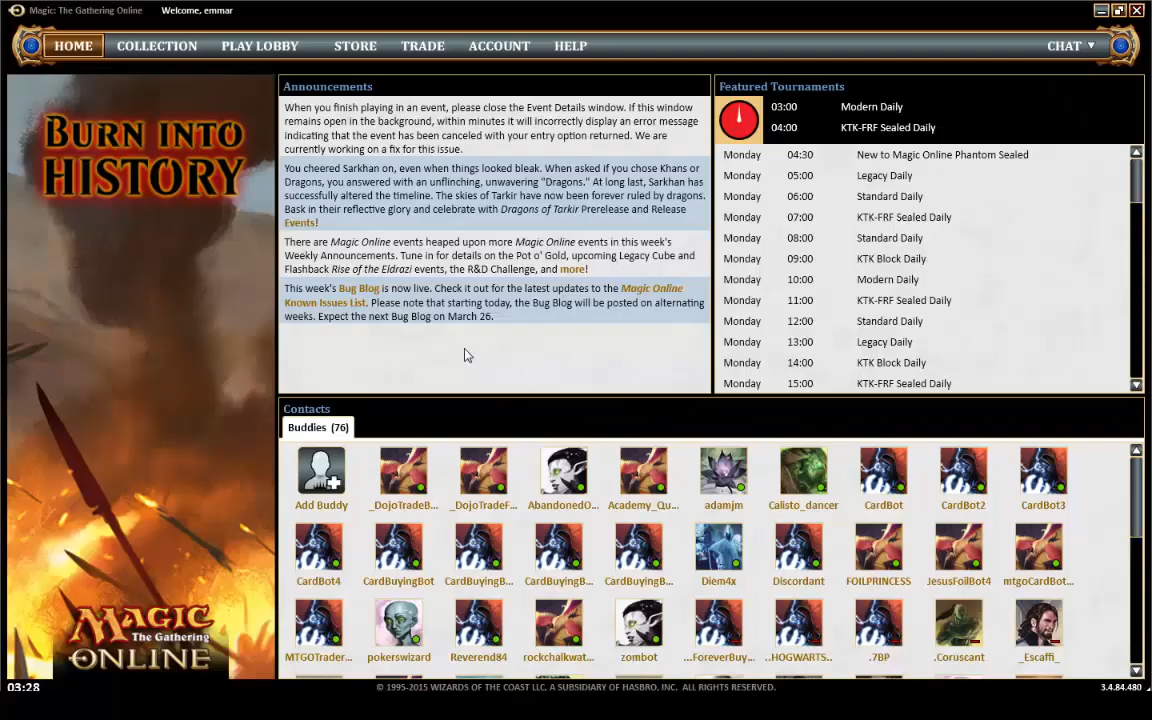 Magic: The Gathering Online Welcome, emmar
HOME COLLECTION PLAY LOBBY STORE TRADE ACCOUNT HELP CHAT
BURN INTO
HISTORY
MAGIC
The Gathering
ONLINE
Announcements
When you finish playing in an event, please close the Event Details window. If this window
remains open in the background, within minutes it will incorrectly display an error message
indicating that the event has been canceled with your entry option returned. We are
currently working on a fix for this issue.
You cheered Sarkhan on, even when things looked bleak. When asked if you chose Khans or
Dragons, you answered with an unflinching, unwavering "Dragons." At long last, Sarkhan has
successfully altered the timeline. The skies of Tarkir have now been forever ruled by dragons.
Bask in their reflective glory and celebrate with Dragons of Tarkir Prerelease and Release
Events!
There are Magic Online events heaped upon more Magic Online events in this week's
Weekly Announcements. Tune in for details on the Pot o' Gold, upcoming Legacy Cube and
Flashback Rise of the Eldrazi events, the R&D Challenge, and more!
This week's Bug Blog is now live. Check it out for the latest updates to the Magic Online
Known Issues List. Please note that starting today, the Bug Blog will be posted on alternating
weeks. Expect the next Bug Blog on March 26.
Featured Tournaments
03:00 Modern Daily
04:00 KTK-FRF Sealed Daily
Monday 04:30 New to Magic Online Phantom Sealed
Monday 05:00 Legacy Daily
Monday 06:00 Standard Daily
Monday 07:00 KTK-FRF Sealed Daily
Monday 08:00 Standard Daily
Monday 09:00 KTK Block Daily
Monday 10:00 Modern Daily
Monday 11:00 KTK-FRF Sealed Daily
Monday 12:00 Standard Daily
Monday 13:00 Legacy Daily
Monday 14:00 KTK Block Daily
Monday 15:00 KTK-FRF Sealed Daily
Contacts
Buddies (76)
Add Buddy _DojoTradeB... _DojoTradeF... AbandonedO... Academy_Qu... adamjm Calisto_dancer CardBot CardBot2 CardBot3
CardBot4 CardBuyingBot CardBuyingB... CardBuyingB... CardBuyingB... Diem4x Discordant FOILPRINCESS JesusFoilBot4 mtgoCardBot...
MTGOTrader... pokerswizard Reverend84 rockchalkwat... zombot ...ForeverBuy... ..HOGWARTS.. .7BP .Coruscant _Escaffi_
03:28 © 1995-2015 WIZARDS OF THE COAST LLC. A SUBSIDIARY OF HASBRO, INC. ALL RIGHTS RESERVED. 3.4.84.480